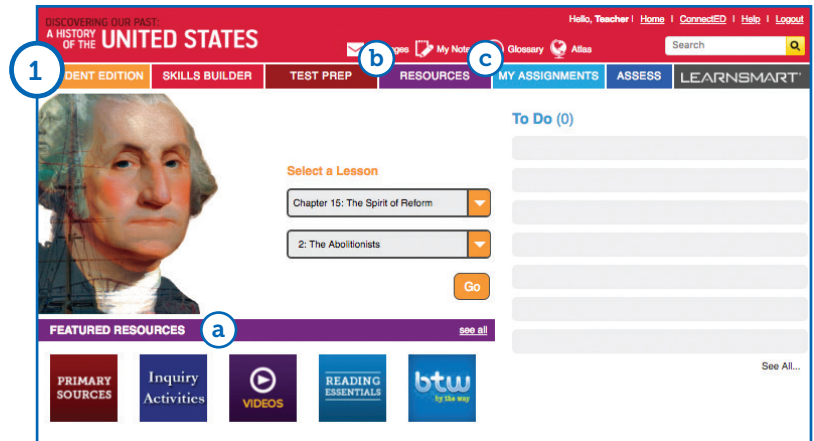 DISCOVERING OUR PAST:
A HISTORY OF THE UNITED STATES
Hello, Teacher | Home | ConnectED | Help | Logout
b
ges My Not Glossary Atlas
Search
1
DENT EDITION SKILLS BUILDER TEST PREP RESOURCES c MY ASSIGNMENTS ASSESS LEARNSMART
To Do (0)
Select a Lesson
Chapter 15: The Spirit of Reform
2: The Abolitionists
Go
FEATURED RESOURCES a see all
PRIMARY
SOURCES
Inquiry
Activities
VIDEOS
READING
ESSENTIALS
btw
by the way
See All...